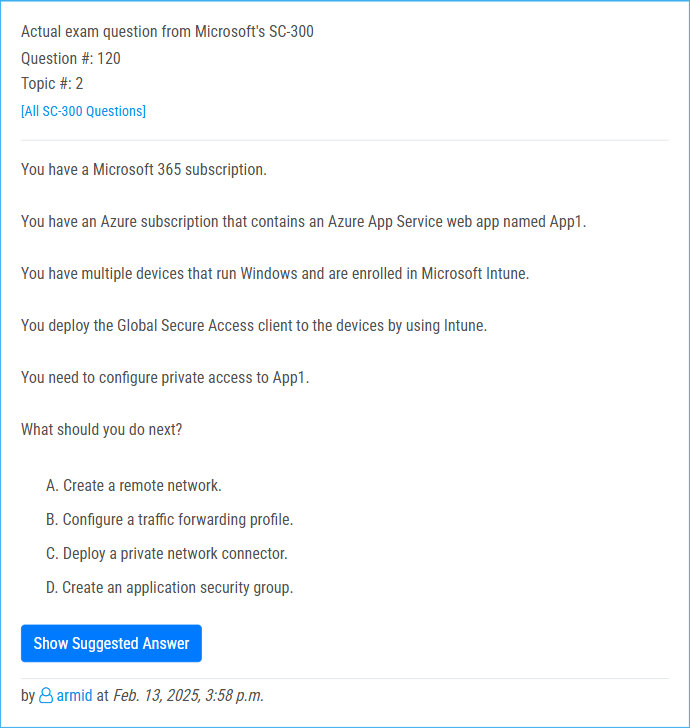 Actual exam question from Microsoft's SC-300
Question #: 120
Topic #: 2
[All SC-300 Questions]
You have a Microsoft 365 subscription.
You have an Azure subscription that contains an Azure App Service web app named App1.
You have multiple devices that run Windows and are enrolled in Microsoft Intune.
You deploy the Global Secure Access client to the devices by using Intune.
You need to configure private access to App1.
What should you do next?
A. Create a remote network.
B. Configure a traffic forwarding profile.
C. Deploy a private network connector.
D. Create an application security group.
Show Suggested Answer
by armid at Feb. 13, 2025, 3:58 p.m.